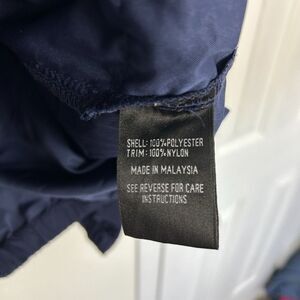 SHELL: 100%POLYESTER
TRIM: 100%NYLON
MADE IN MALAYSIA
SEE REVERSE FOR CARE
INSTRUCTIONS